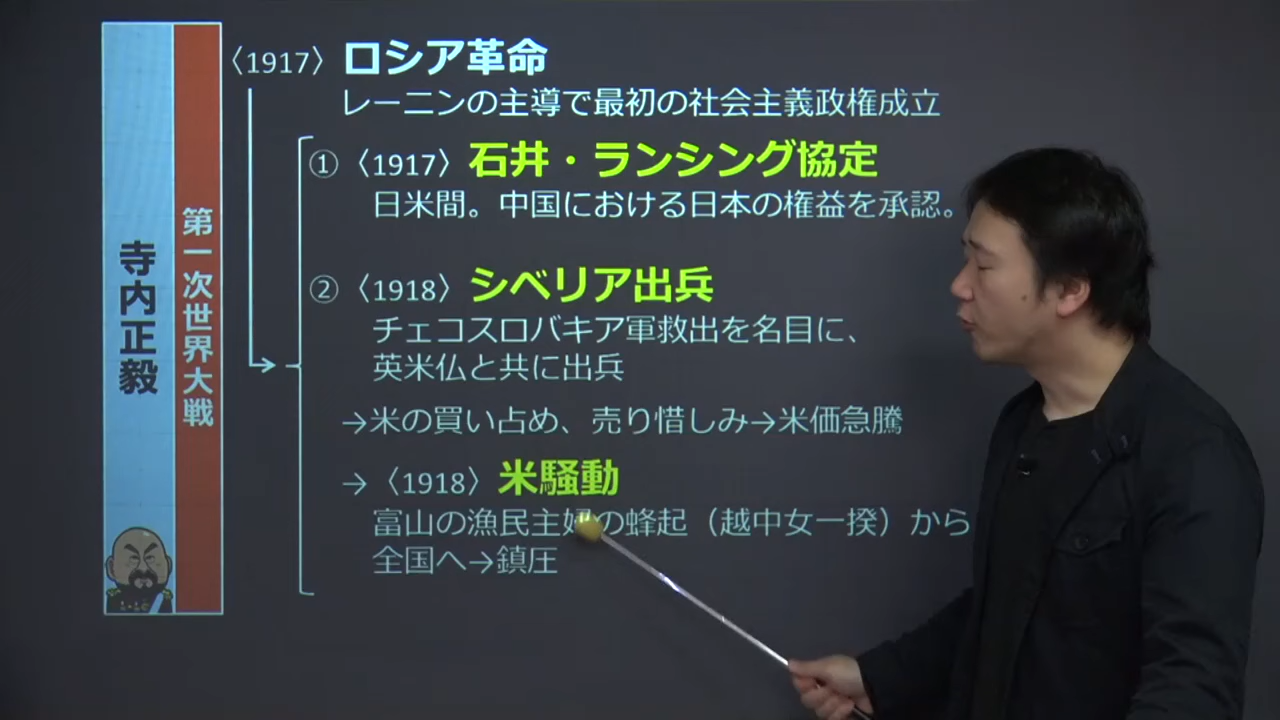 寺内正毅
第一次世界大戦
〈1917〉ロシア革命
レーニンの主導で最初の社会主義政権成立
①〈1917〉石井・ランシング協定
日米間。中国における日本の権益を承認。
②〈1918〉シベリア出兵
チェコスロバキア軍救出を名目に、
英米仏と共に出兵
→米の買い占め、売り惜しみ→米価急騰
→〈1918〉米騒動
富山の漁民主婦の蜂起（越中女一揆）から
全国へ→鎮圧